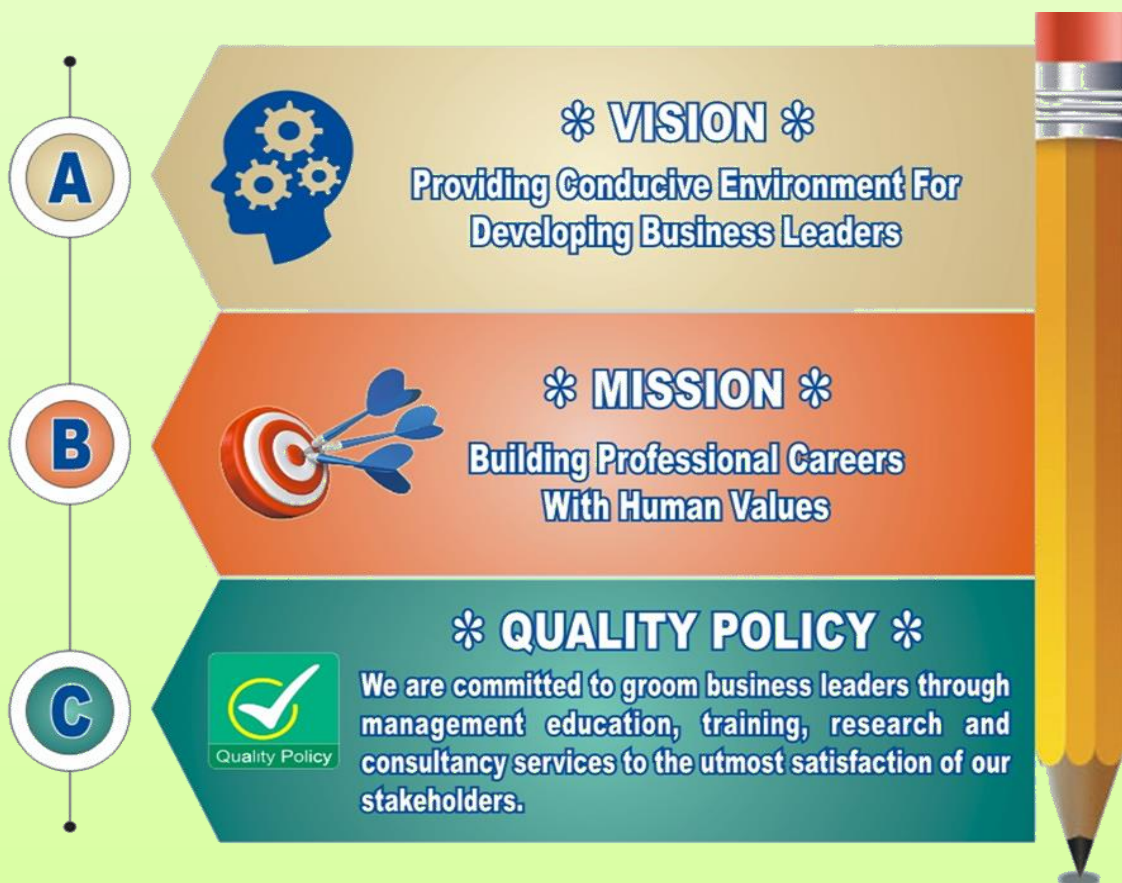 A
✽ VISION ✽
Providing Conducive Environment For
Developing Business Leaders
B
✽ MISSION ✽
Building Professional Careers
With Human Values
C
✽ QUALITY POLICY ✽
Quality Policy
We are committed to groom business leaders through
management education, training, research and
consultancy services to the utmost satisfaction of our
stakeholders.